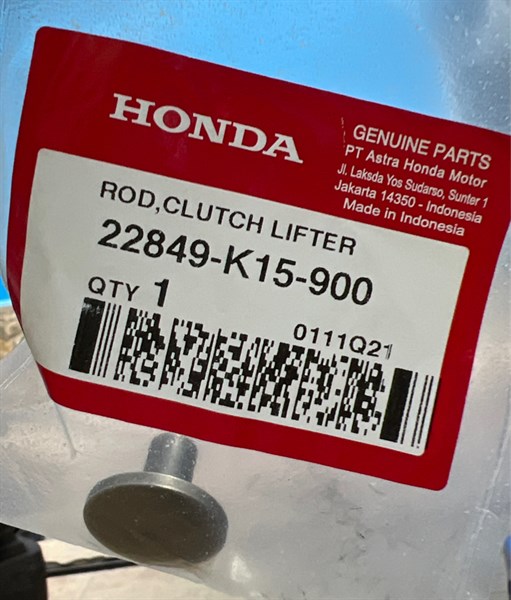 HONDA
GENUINE PARTS
PT Astra Honda Motor
Jl. Laksda Yos Sudarso, Sunter 1
Jakarta 14350 - Indonesia
Made in Indonesia
ROD,CLUTCH LIFTER
22849-K15-900
QTY 1
0111Q21